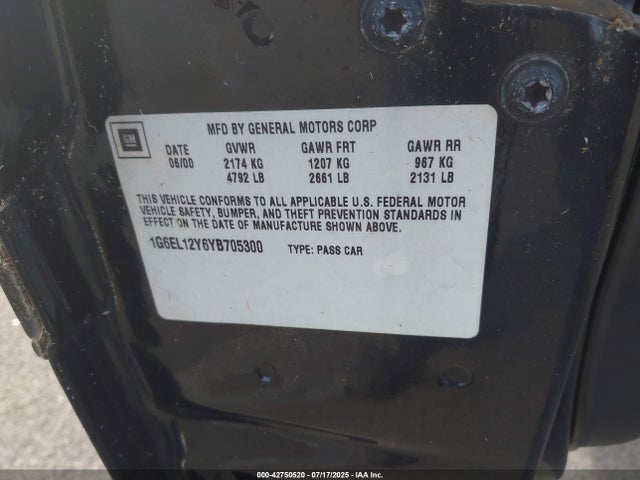 MFD BY GENERAL MOTORS CORP
GM
DATE GVWR GAWR FRT GAWR RR
06/00 2174 KG 1207 KG 967 KG
4792 LB 2661 LB 2131 LB
THIS VEHICLE CONFORMS TO ALL APPLICABLE U.S. FEDERAL MOTOR
VEHICLE SAFETY, BUMPER, AND THEFT PREVENTION STANDARDS IN
EFFECT ON THE DATE OF MANUFACTURE SHOWN ABOVE.
1G6EL12Y6YB705300 TYPE: PASS CAR
000-42750520 07/17/2025 IAAI.COM